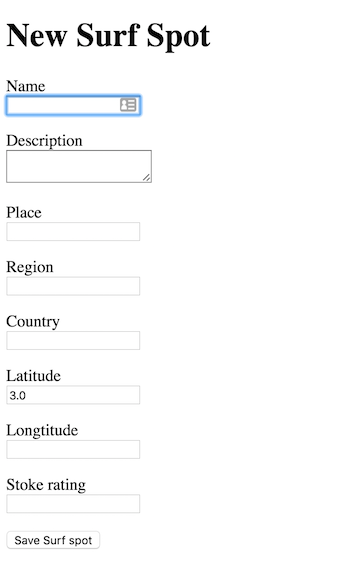 New Surf Spot
Name
Description
Place
Region
Country
Latitude
3.0
Longtitude
Stoke rating
Save Surf spot